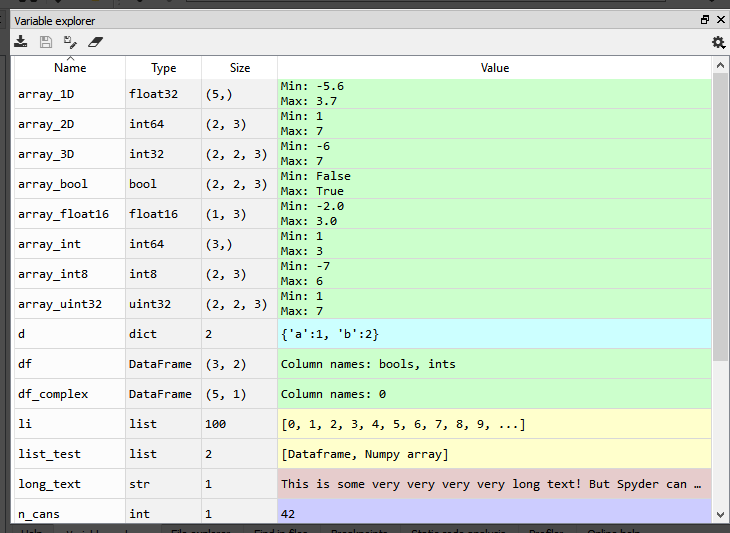 Variable explorer
Name Type Size Value
array_1D float32 (5,) Min: -5.6
Max: 3.7
array_2D int64 (2, 3) Min: 1
Max: 7
array_3D int32 (2, 2, 3) Min: -6
Max: 7
array_bool bool (2, 2, 3) Min: False
Max: True
array_float16 float16 (1, 3) Min: -2.0
Max: 3.0
array_int int64 (3,) Min: 1
Max: 3
array_int8 int8 (2, 3) Min: -7
Max: 6
array_uint32 uint32 (2, 2, 3) Min: 1
Max: 7
d dict 2 {'a':1, 'b':2}
df DataFrame (3, 2) Column names: bools, ints
df_complex DataFrame (5, 1) Column names: 0
li list 100 [0, 1, 2, 3, 4, 5, 6, 7, 8, 9, ...]
list_test list 2 [Dataframe, Numpy array]
long_text str 1 This is some very very very very long text! But Spyder can …
n_cans int 1 42